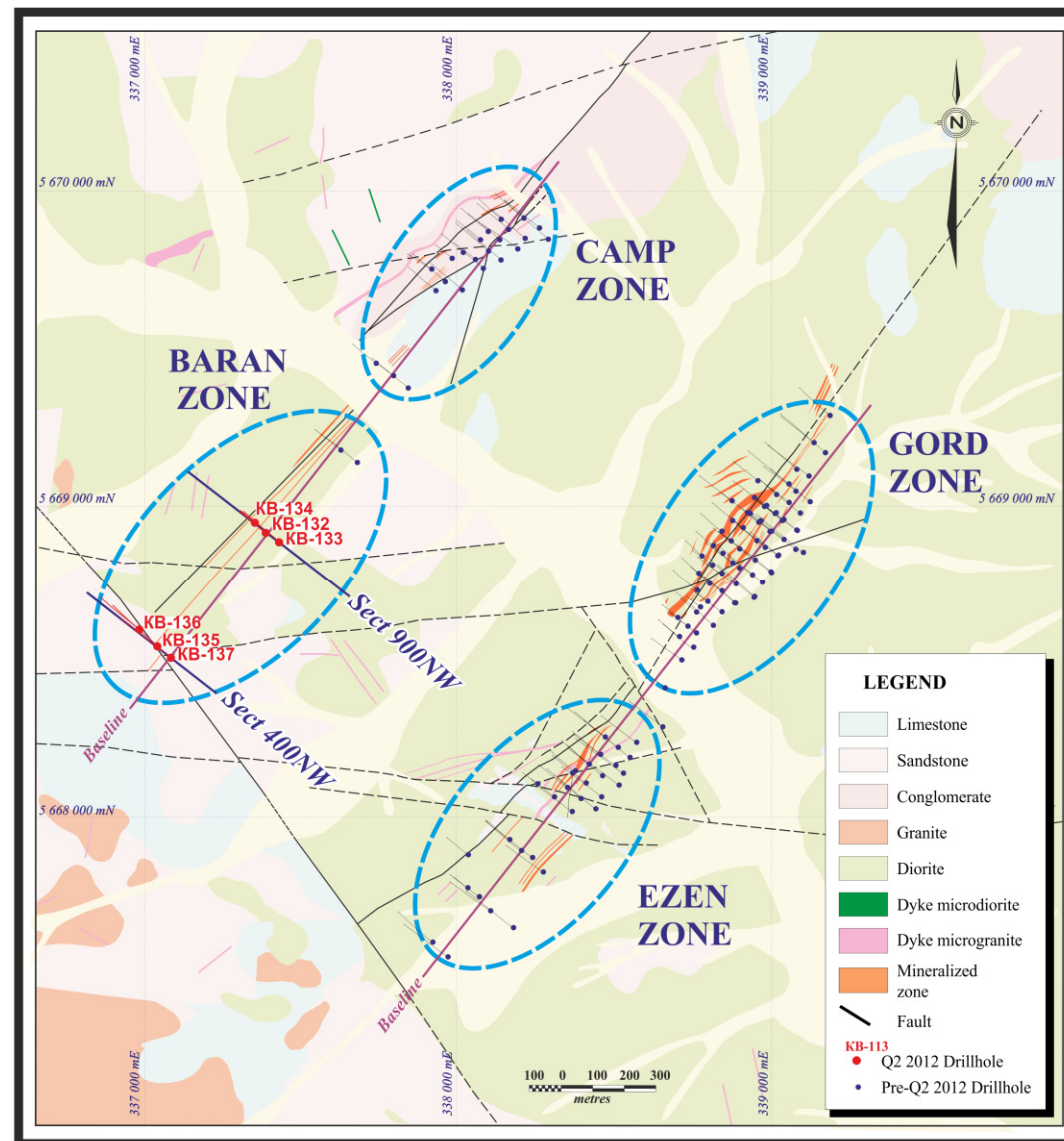 337 000 mE
338 000 mE
339 000 mE
N
5 670 000 mN
5 670 000 mN
CAMP
ZONE
BARAN
ZONE
GORD
ZONE
5 669 000 mN
5 669 000 mN
KB-134
KB-132
KB-133
KB-136
KB-135
KB-137
Sect 900NW
Sect 400NW
Baseline
5 668 000 mN
EZEN
ZONE
Baseline
LEGEND
Limestone
Sandstone
Conglomerate
Granite
Diorite
Dyke microdiorite
Dyke microgranite
Mineralized
zone
Fault
KB-113
Q2 2012 Drillhole
Pre-Q2 2012 Drillhole
100 0 100 200 300
metres
337 000 mE
338 000 mE
339 000 mE